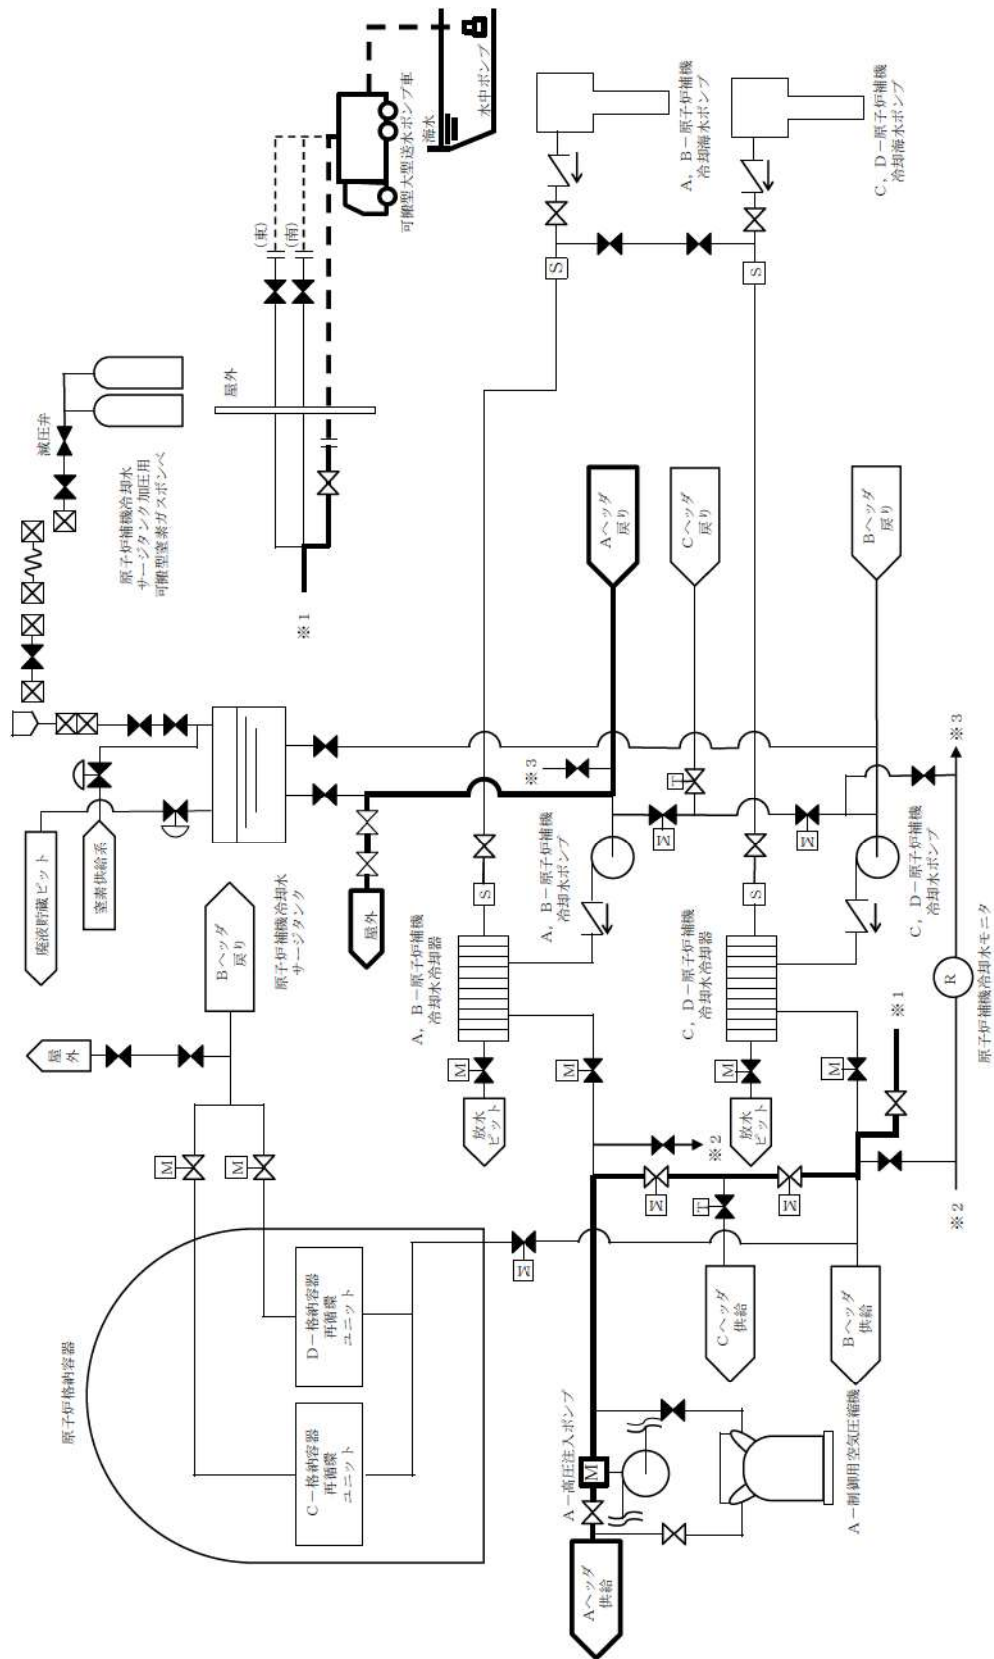 原子炉格納容器
C－格納容器
再循環
ユニット
D－格納容器
再循環
ユニット
M
M
M
屋外
Bヘッダ
戻り
廃液貯蔵ピット
窒素供給系
原子炉補機冷却水
サージタンク
原子炉補機冷却水
サージタンク加圧用
可搬型窒素ガスボンベ
減圧弁
屋外
※1
(東)
(南)
可搬型大型送水ポンプ車
海水
水中ポンプ
屋外
放水
ピット
M
A，B－原子炉補機
冷却水冷却器
S
S
A，B－原子炉補機
冷却海水ポンプ
M
※2
A，B－原子炉補機
冷却水ポンプ
※3
Aヘッダ
戻り
A－高圧注入ポンプ
Aヘッダ
供給
M
M
M
T
Cヘッダ
供給
M
T
Cヘッダ
戻り
放水
ピット
M
C，D－原子炉補機
冷却水冷却器
S
S
C，D－原子炉補機
冷却海水ポンプ
A－制御用空気圧縮機
Bヘッダ
供給
M
M
※1
C，D－原子炉補機
冷却水ポンプ
Bヘッダ
戻り
※2
R
※3
原子炉補機冷却水モニタ